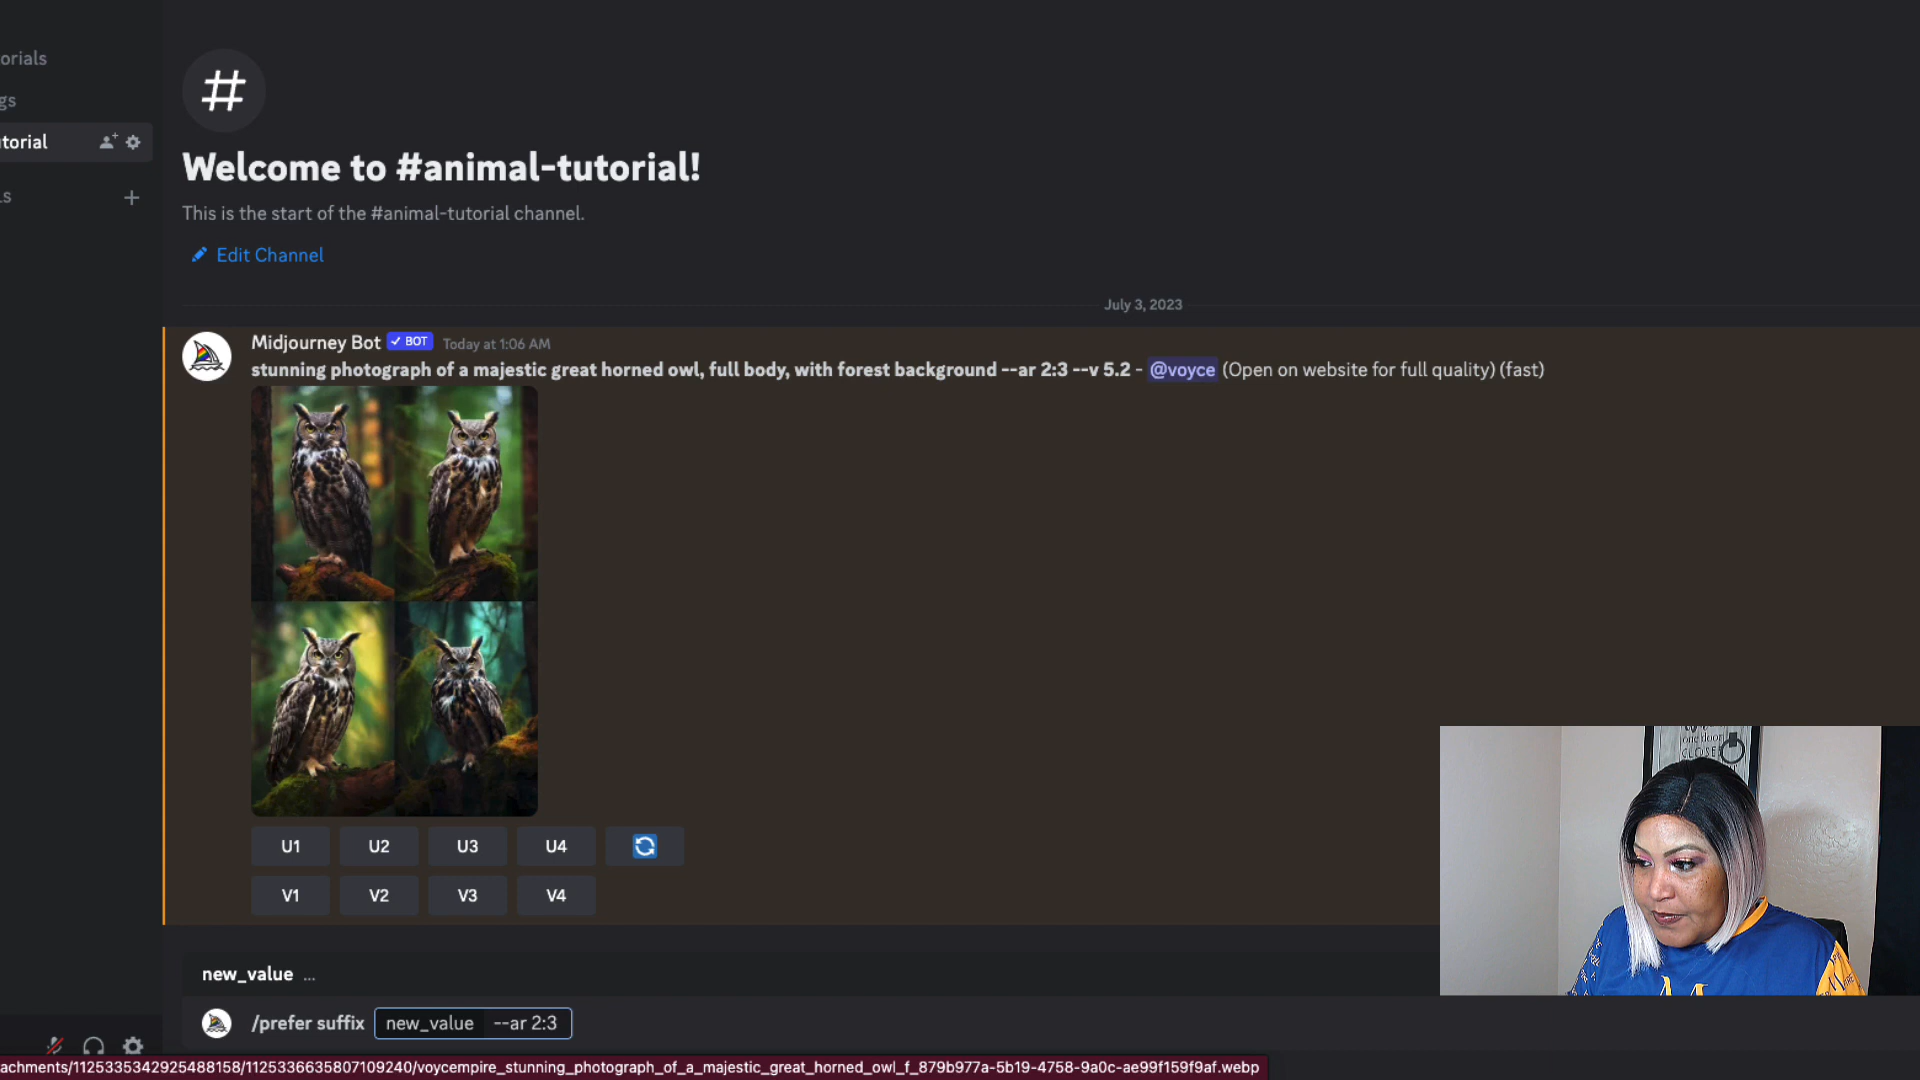 orials
gs
torial
Welcome to #animal-tutorial!
This is the start of the #animal-tutorial channel.
LS
Edit Channel
July 3, 2023
Midjourney Bot ✓ BOT Today at 1:06 AM
stunning photograph of a majestic great horned owl, full body, with forest background --ar 2:3 --v 5.2 - @voyce (Open on website for full quality) (fast)
one door
CLOSES
U1 U2 U3 U4
V1 V2 V3 V4
new_value ...
/prefer suffix new_value --ar 2:3
achments/1125335342925488158/1125336635807109240/voycempire_stunning_photograph_of_a_majestic_great_horned_owl_f_879b977a-5b19-4758-9a0c-ae99f159f9af.webp